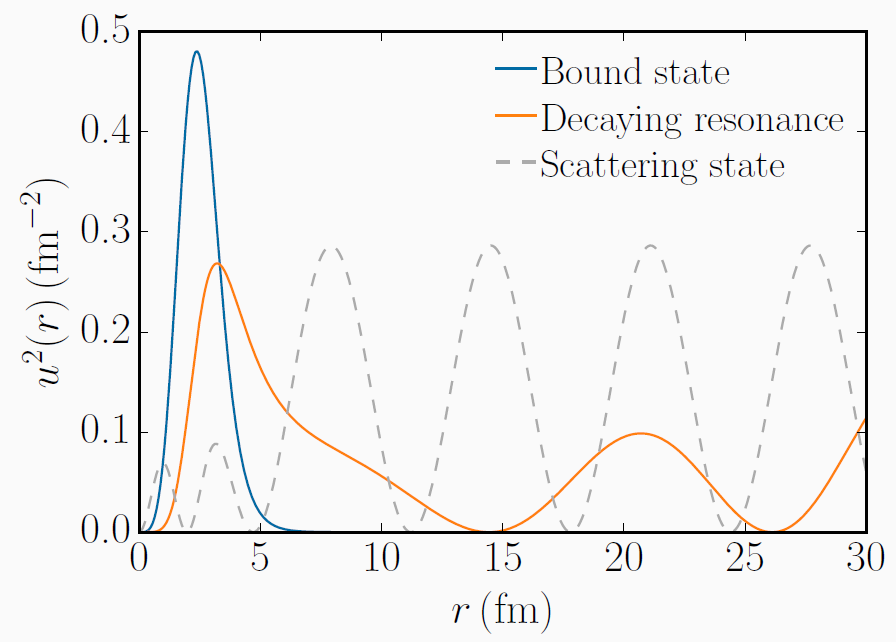 0.5
0.4
0.3
0.2
0.1
0.0
u²(r) (fm⁻²)
Bound state
Decaying resonance
Scattering state
0 5 10 15 20 25 30
r (fm)